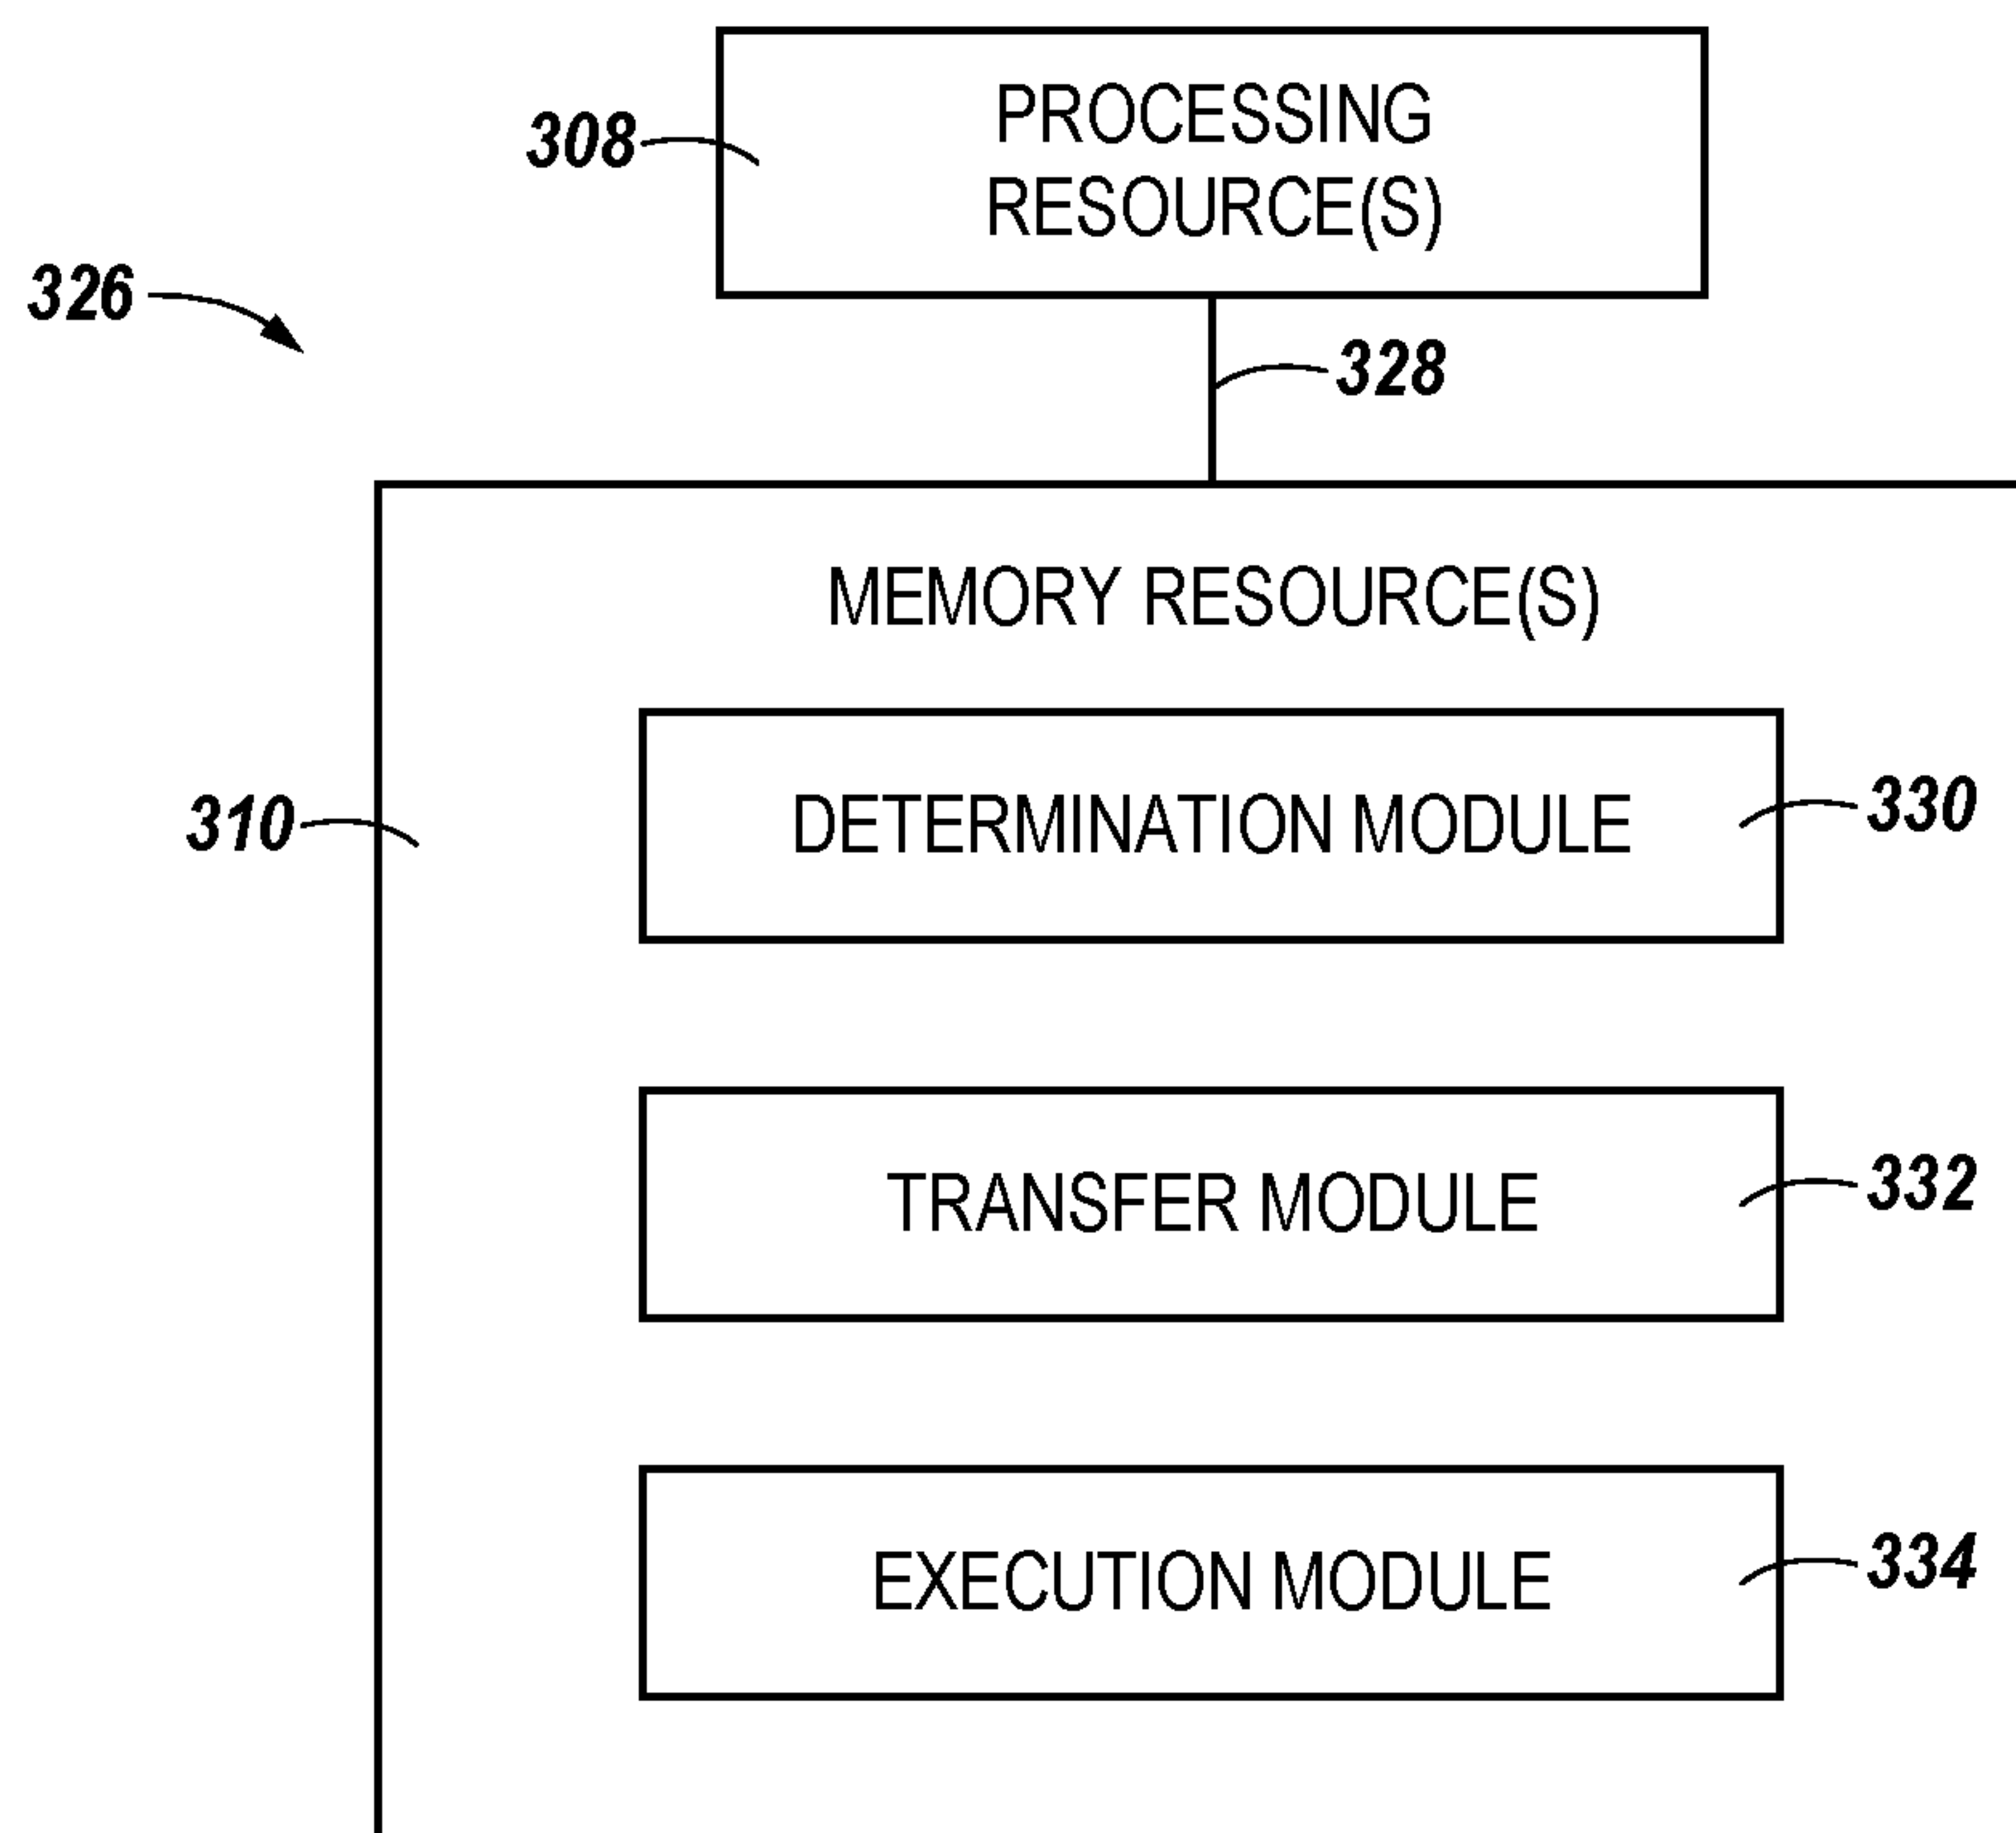 PROCESSING
RESOURCE(S)
308
326
328
MEMORY RESOURCE(S)
310
DETERMINATION MODULE
330
TRANSFER MODULE
332
EXECUTION MODULE
334